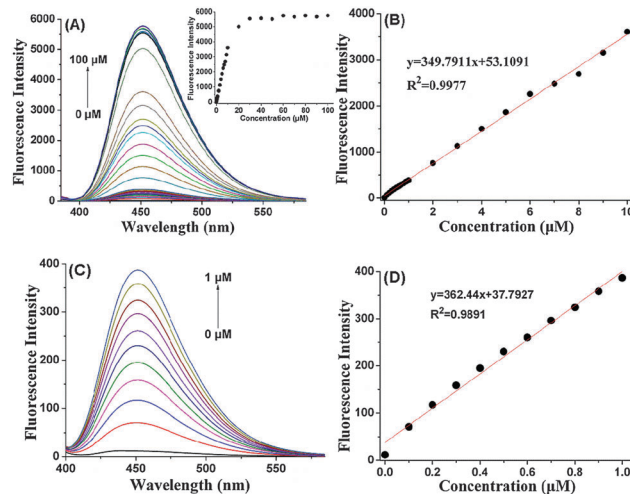 (A)
6000
5000
4000
3000
2000
1000
0
100 μM
0 μM
Fluorescence Intensity
400 450 500 550
Wavelength (nm)
6000
5000
4000
3000
2000
1000
0
Fluorescence Intensity
0 20 40 60 80 100
Concentration (μM)
(B)
4000
3000
2000
1000
0
y=349.7911x+53.1091
R²=0.9977
Fluorescence Intensity
0 2 4 6 8 10
Concentration (μM)
(C)
400
300
200
100
0
1 μM
0 μM
Fluorescence Intensity
400 450 500 550
Wavelength (nm)
(D)
400
300
200
100
0
y=362.44x+37.7927
R²=0.9891
Fluorescence Intensity
0.0 0.2 0.4 0.6 0.8 1.0
Concentration (μM)